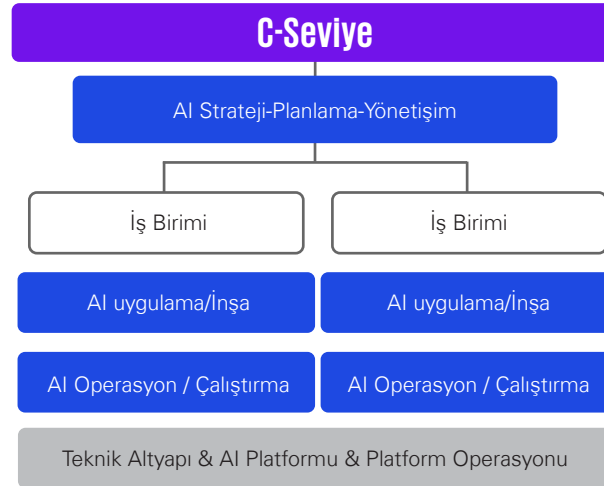 C-Seviye
AI Strateji-Planlama-Yönetişim
İş Birimi
İş Birimi
AI uygulama/İnşa
AI uygulama/İnşa
AI Operasyon / Çalıştırma
AI Operasyon / Çalıştırma
Teknik Altyapı & AI Platformu & Platform Operasyonu